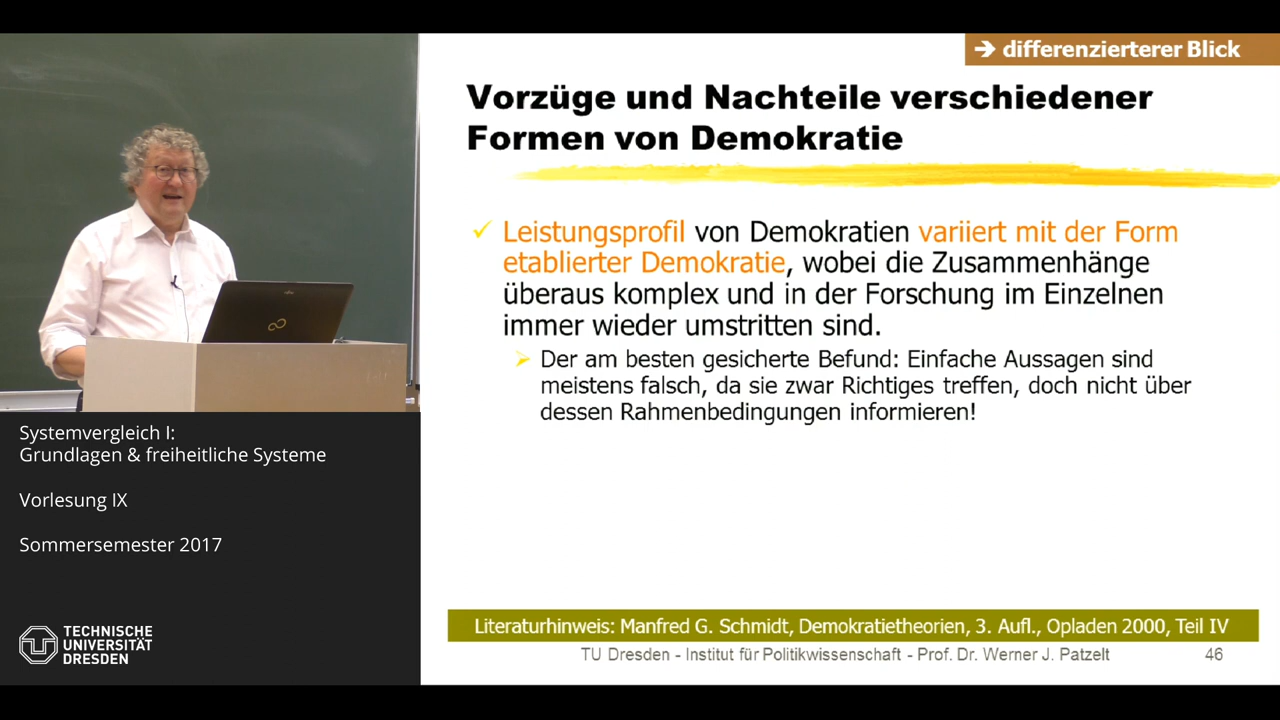 ➔ differenzierterer Blick
Vorzüge und Nachteile verschiedener
Formen von Demokratie
✓ Leistungsprofil von Demokratien variiert mit der Form
etablierter Demokratie, wobei die Zusammenhänge
überaus komplex und in der Forschung im Einzelnen
immer wieder umstritten sind.
➢ Der am besten gesicherte Befund: Einfache Aussagen sind
meistens falsch, da sie zwar Richtiges treffen, doch nicht über
dessen Rahmenbedingungen informieren!
Systemvergleich I:
Grundlagen & freiheitliche Systeme
Vorlesung IX
Sommersemester 2017
TECHNISCHE
UNIVERSITÄT
DRESDEN
Literaturhinweis: Manfred G. Schmidt, Demokratietheorien, 3. Aufl., Opladen 2000, Teil IV
TU Dresden - Institut für Politikwissenschaft - Prof. Dr. Werner J. Patzelt 46